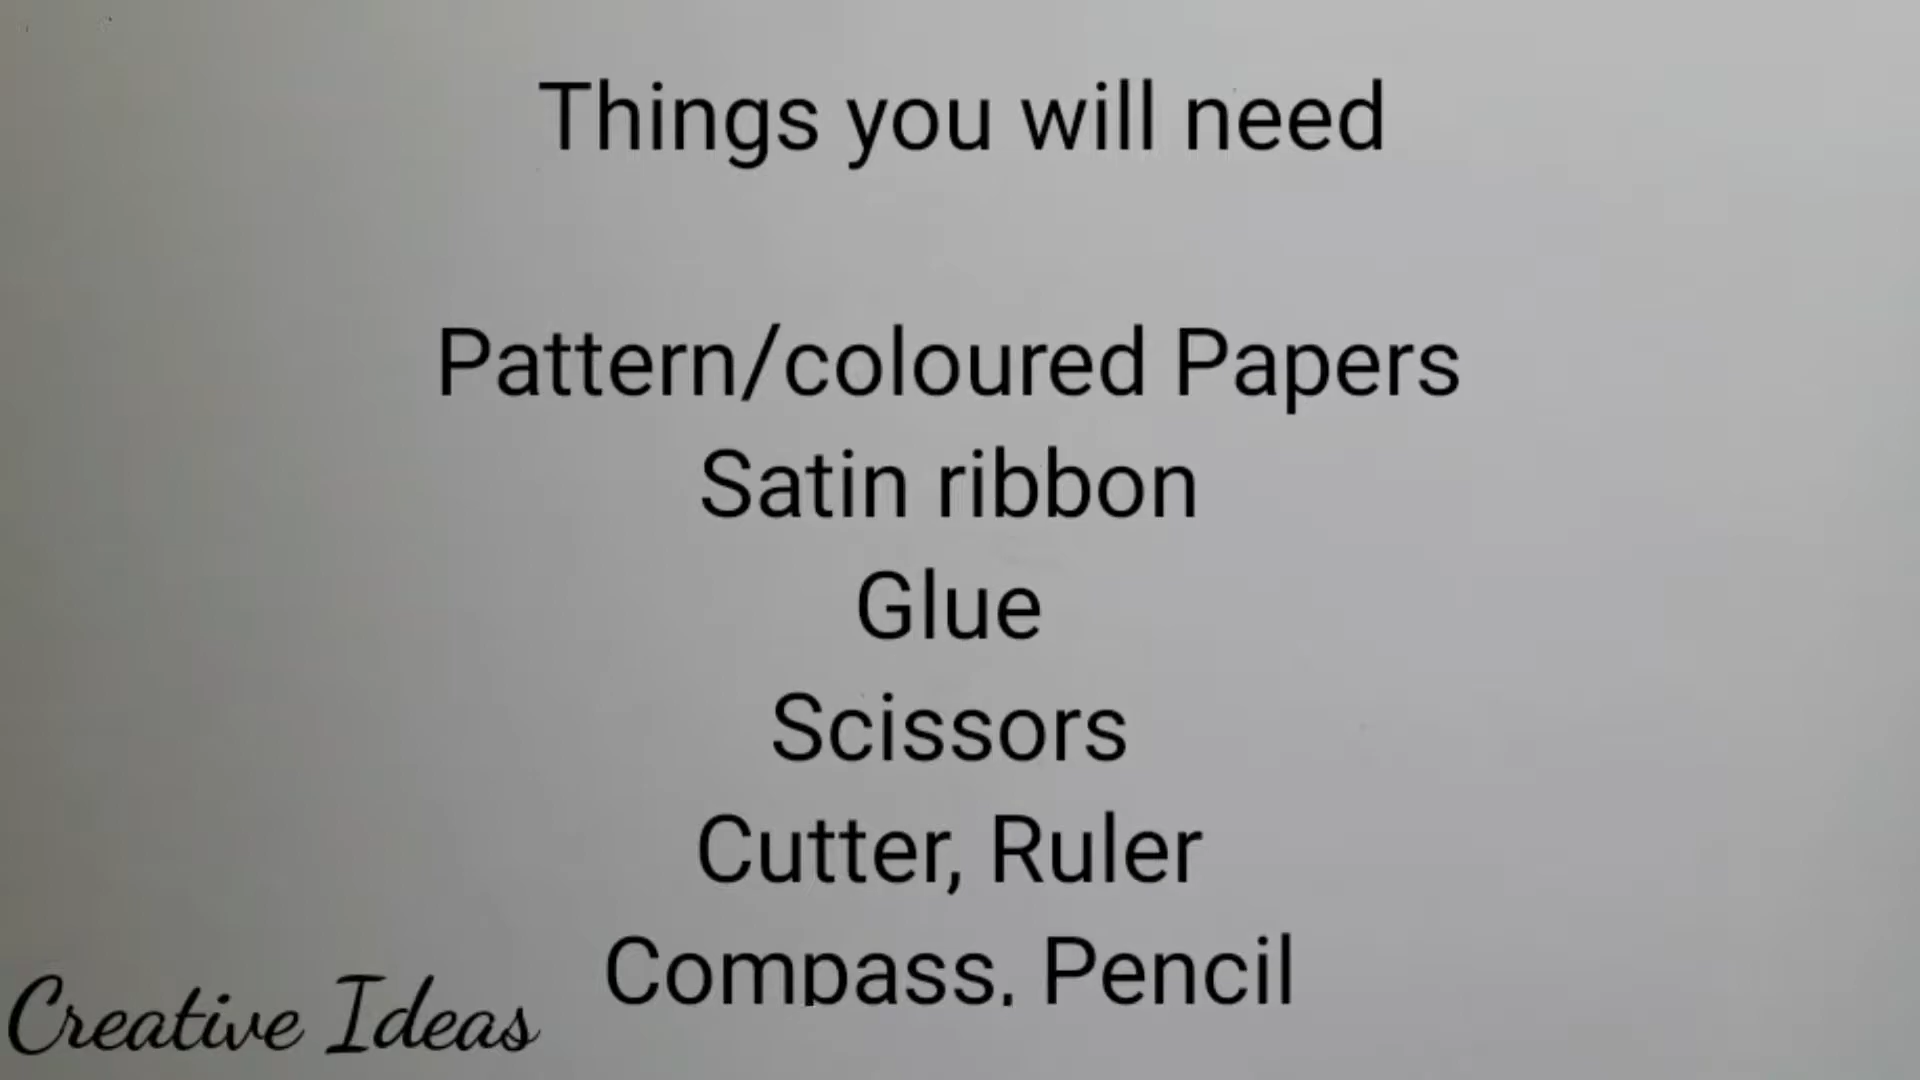 Things you will need
Pattern/coloured Papers
Satin ribbon
Glue
Scissors
Cutter, Ruler
Compass, Pencil
Creative Ideas